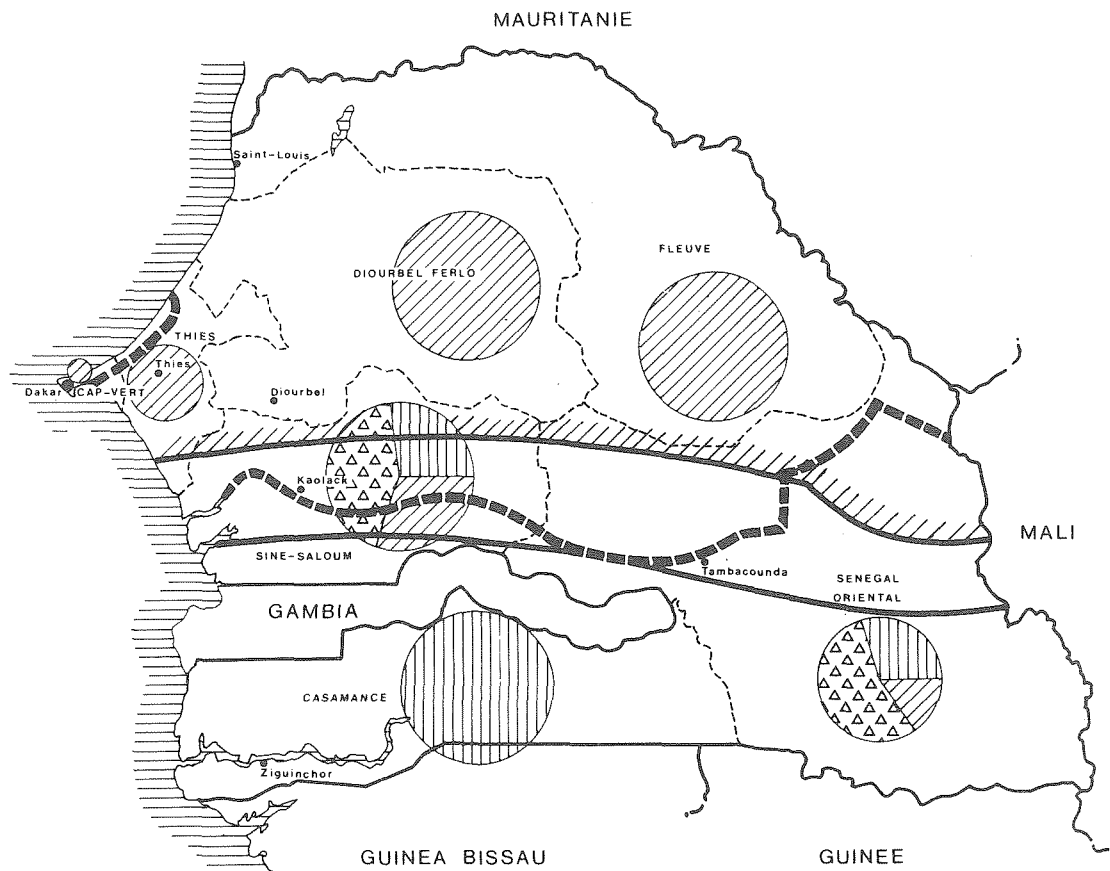 MAURITANIE
Saint-Louis
DIOURBEL FERLO
FLEUVE
THIES
Thies
Dakar CAP-VERT
Diourbel
Kaolack
MALI
SINE-SALOUM
Tambacounda
SENEGAL
ORIENTAL
GAMBIA
CASAMANCE
Ziguinchor
GUINEA BISSAU
GUINEE